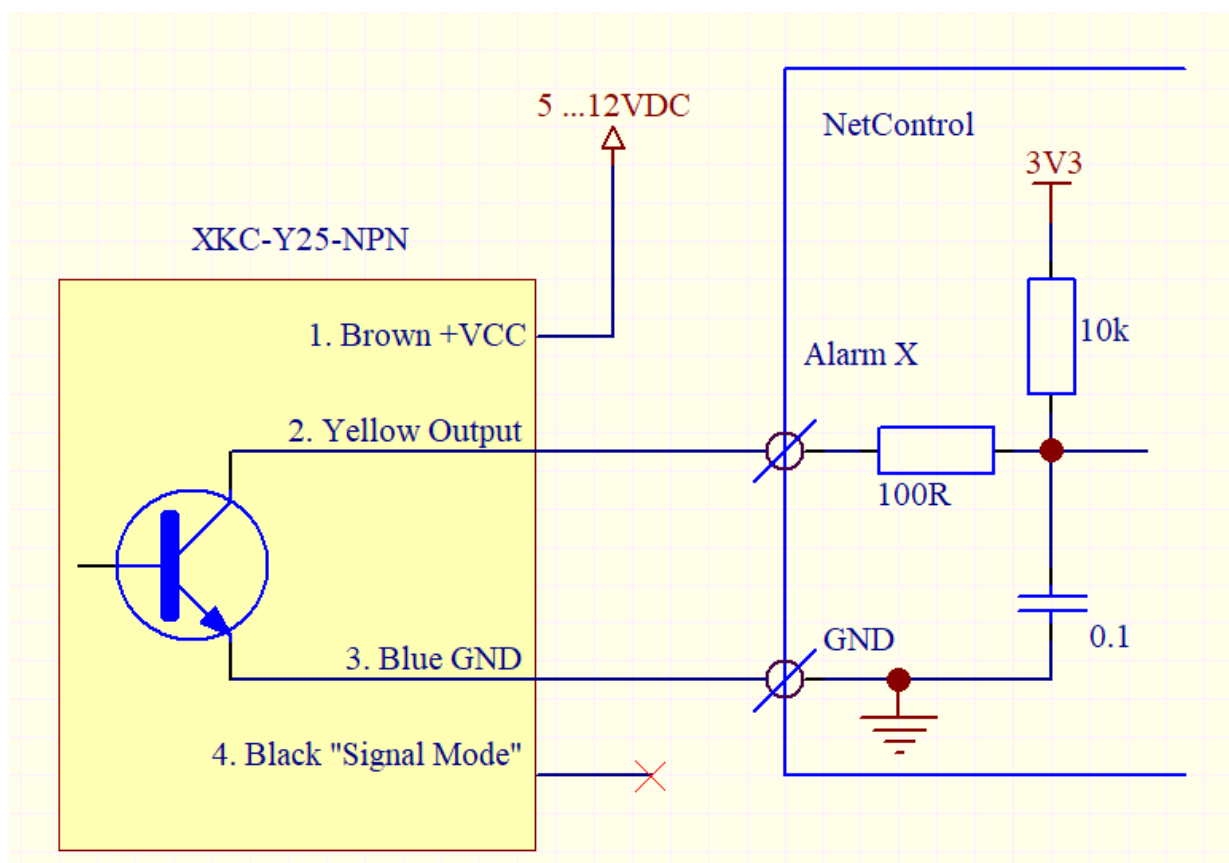 5 ...12VDC
NetControl
3V3
XKC-Y25-NPN
1. Brown +VCC
10k
Alarm X
2. Yellow Output
100R
GND
0.1
3. Blue GND
4. Black "Signal Mode"